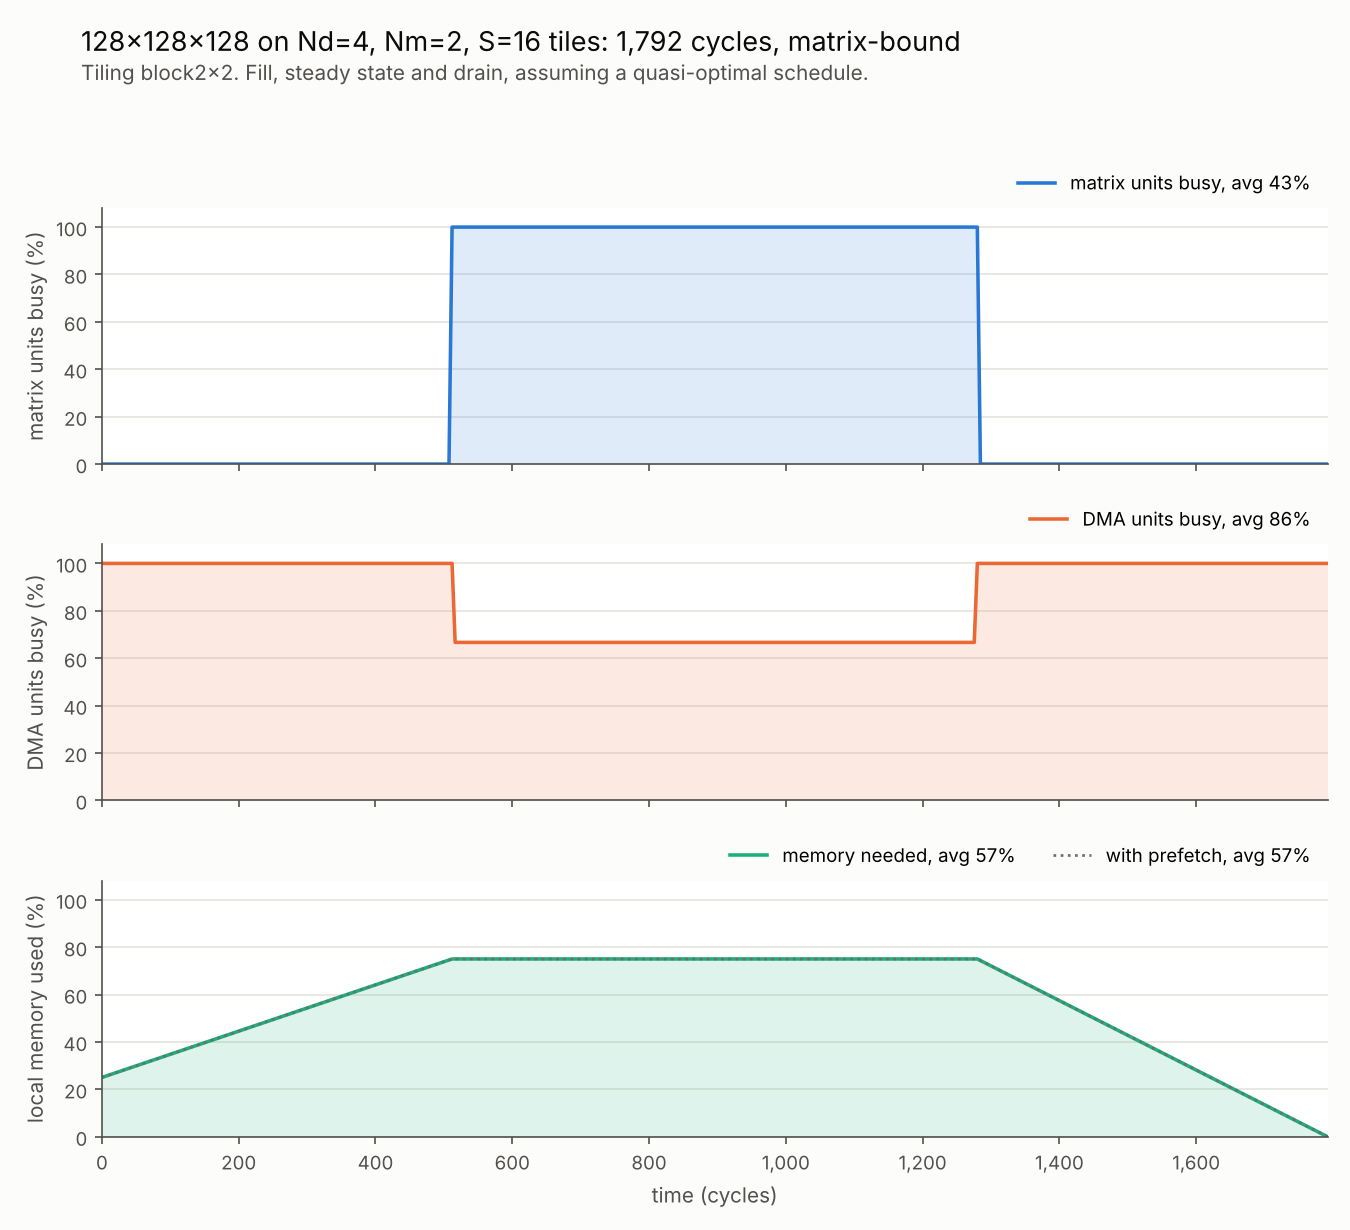 128×128×128 on Nd=4, Nm=2, S=16 tiles: 1,792 cycles, matrix-bound
Tiling block2×2. Fill, steady state and drain, assuming a quasi-optimal schedule.
matrix units busy, avg 43%
matrix units busy (%)
100
80
60
40
20
0
DMA units busy, avg 86%
DMA units busy (%)
100
80
60
40
20
0
memory needed, avg 57%
with prefetch, avg 57%
local memory used (%)
100
80
60
40
20
0
0 200 400 600 800 1,000 1,200 1,400 1,600
time (cycles)